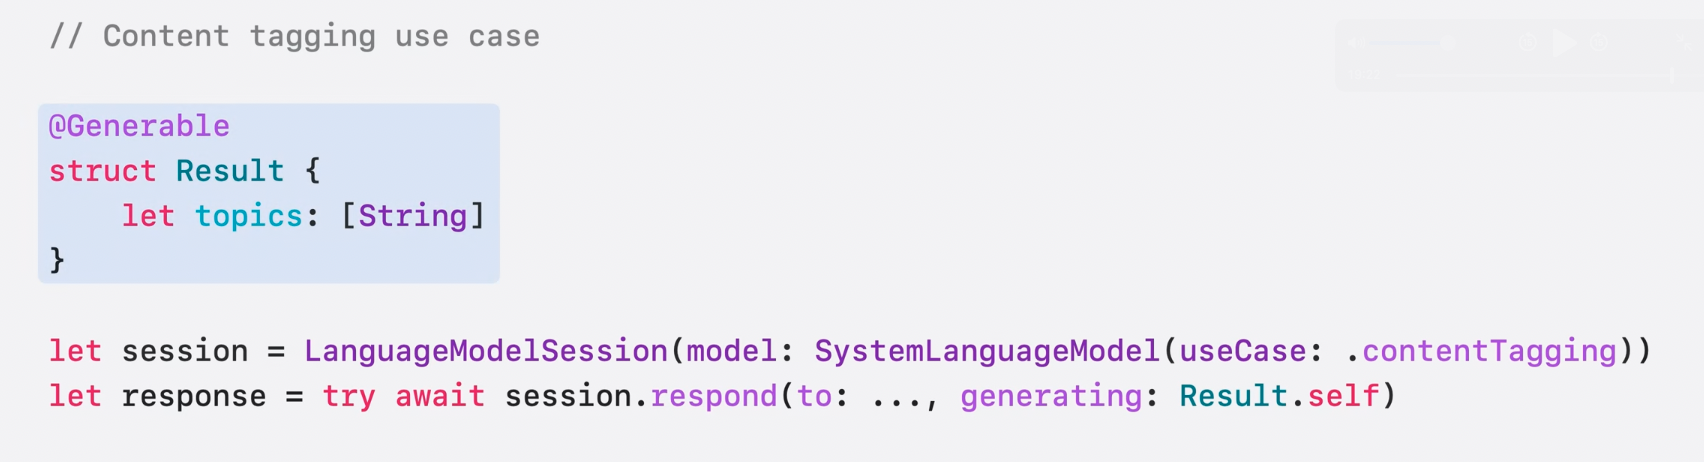 // Content tagging use case
@Generable
struct Result {
    let topics: [String]
}
let session = LanguageModelSession(model: SystemLanguageModel(useCase: .contentTagging))
let response = try await session.respond(to: ..., generating: Result.self)